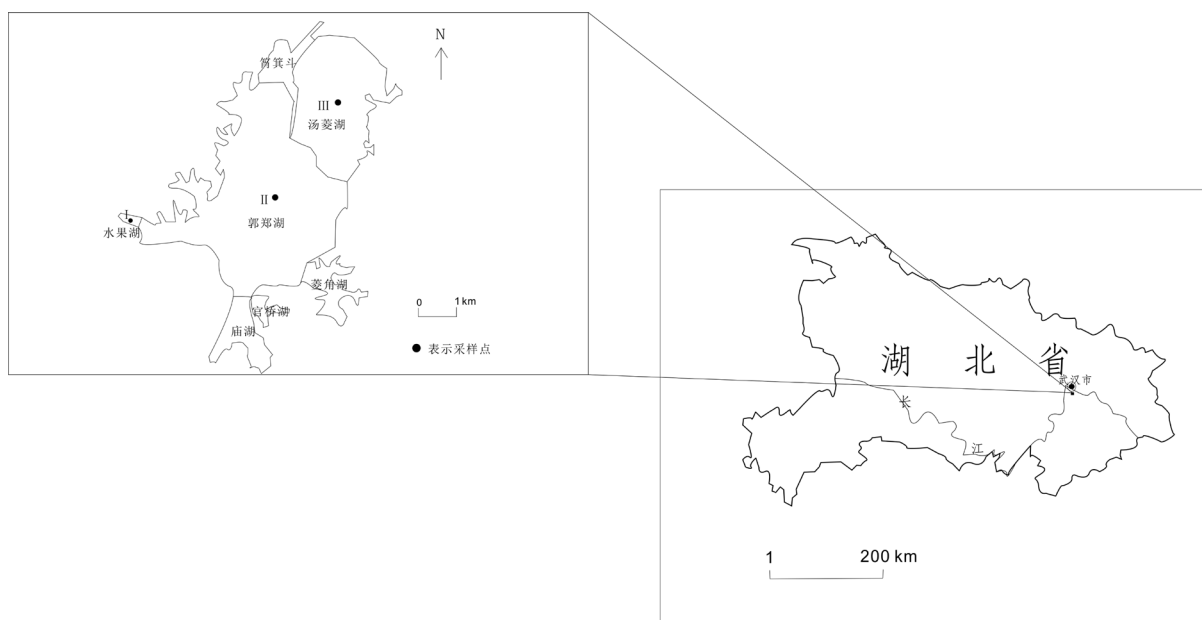 N
筲箕斗
III
汤菱湖
II
郭郑湖
I
水果湖
菱角湖
官桥湖
庙湖
0 1 km
表示采样点
湖北省
武汉市
长江
1 200 km